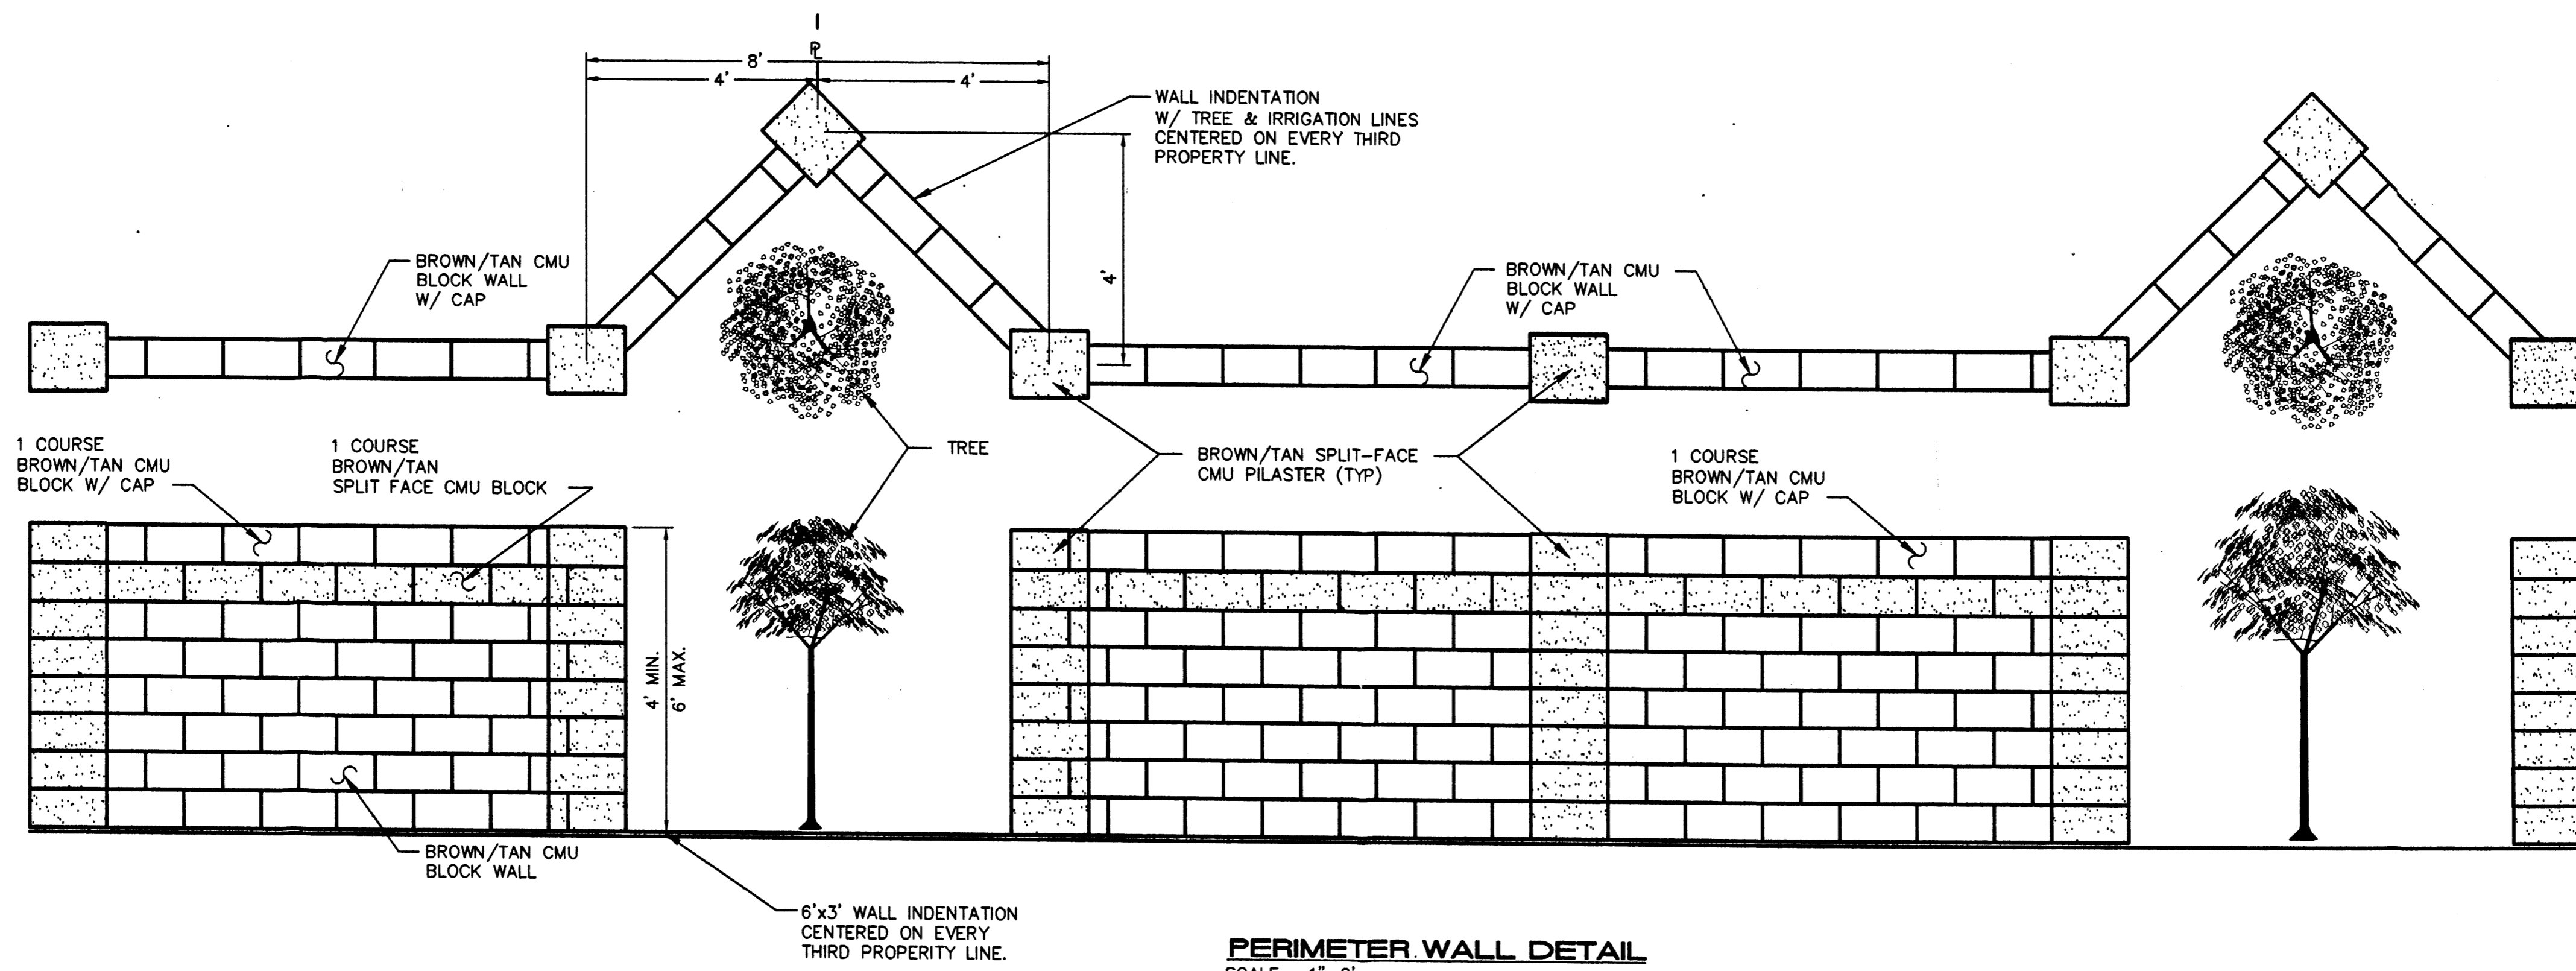 ℄
8'
4'
4'
WALL INDENTATION
W/ TREE & IRRIGATION LINES
CENTERED ON EVERY THIRD
PROPERTY LINE.
4'
BROWN/TAN CMU
BLOCK WALL
W/ CAP
BROWN/TAN CMU
BLOCK WALL
W/ CAP
1 COURSE
BROWN/TAN CMU
BLOCK W/ CAP
1 COURSE
BROWN/TAN
SPLIT FACE CMU BLOCK
TREE
BROWN/TAN SPLIT-FACE
CMU PILASTER (TYP)
1 COURSE
BROWN/TAN CMU
BLOCK W/ CAP
4' MIN.
6' MAX.
BROWN/TAN CMU
BLOCK WALL
6'x3' WALL INDENTATION
CENTERED ON EVERY
THIRD PROPERITY LINE.
PERIMETER WALL DETAIL